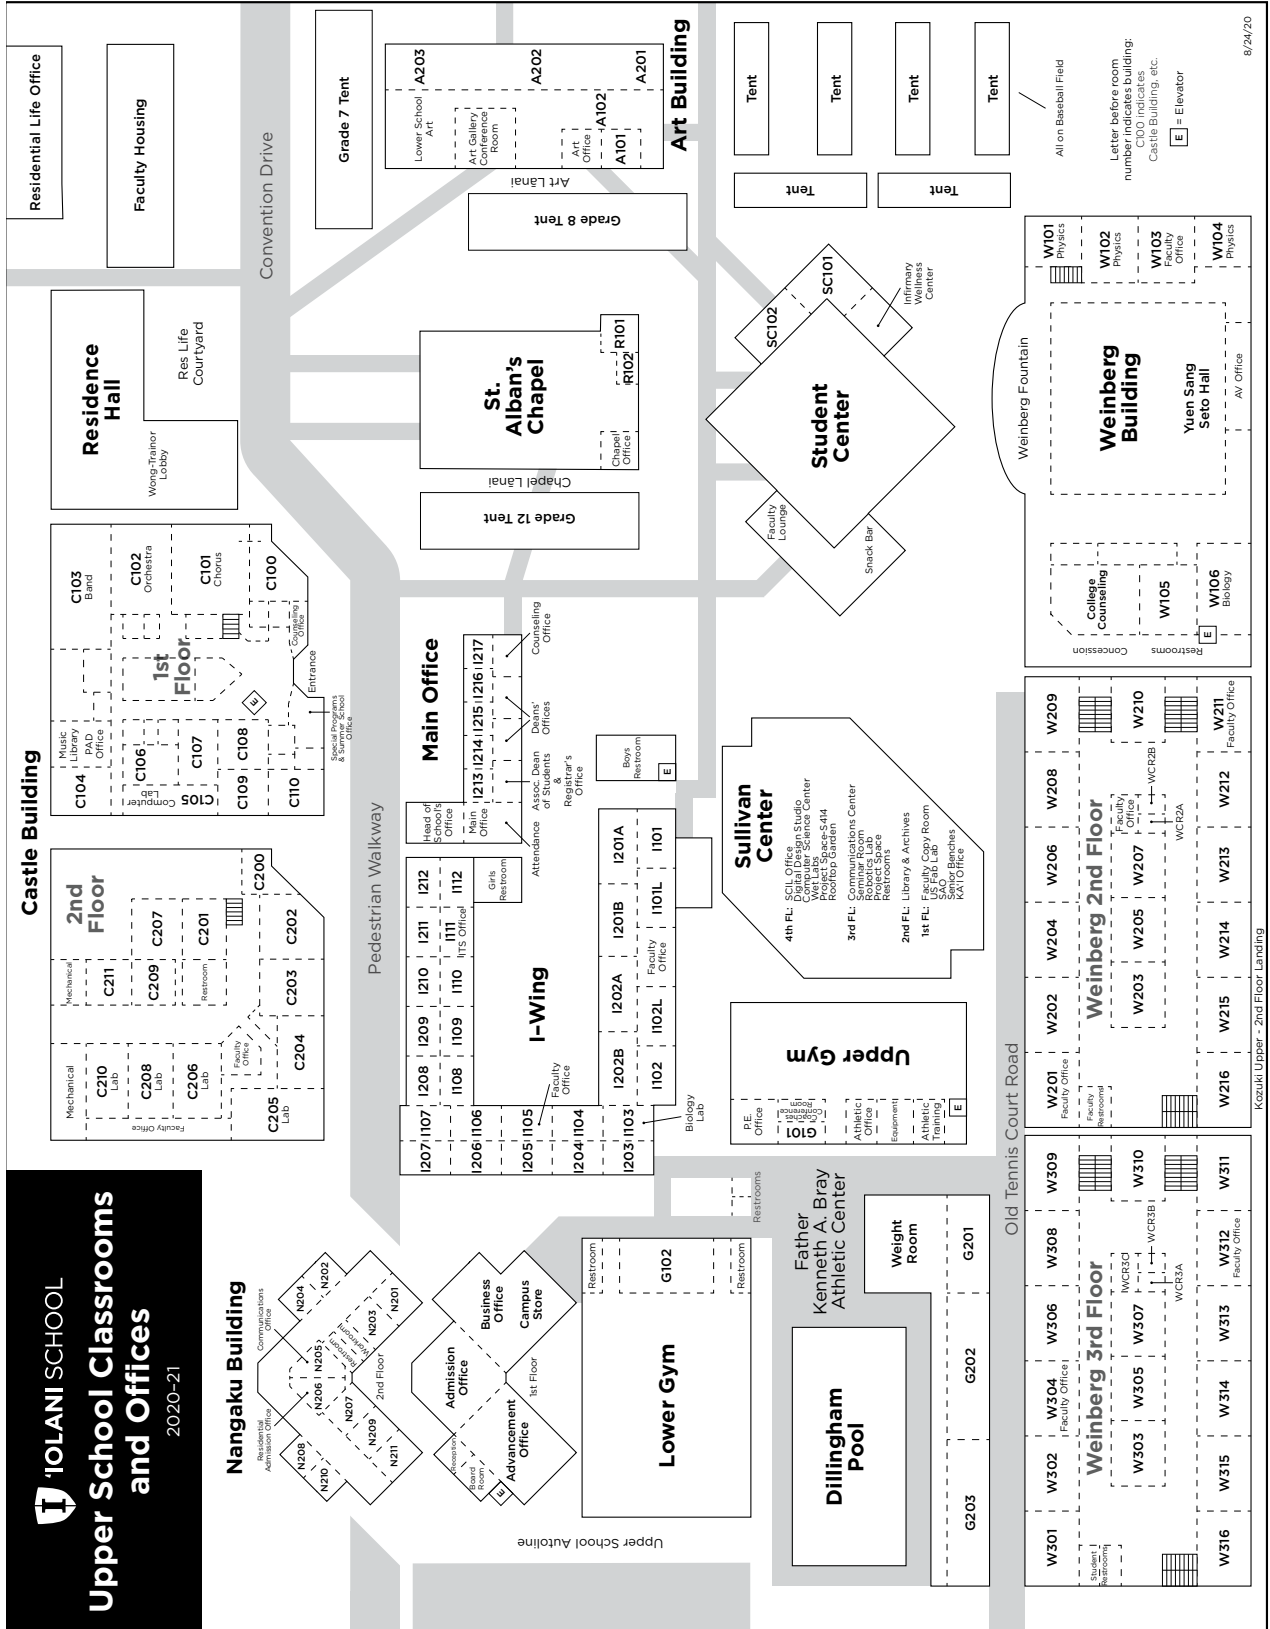 ʻIOLANI SCHOOL
Upper School Classrooms
and Offices
2020–21
Castle Building
2nd
Floor
Mechanical
C210
Lab
C208
Lab
C206
Lab
Faculty Office
Faculty
Office
C205
Lab
C204
Mechanical
C211
C209
Restroom
C203
C207
C201
C202
C200
1st
Floor
C104
Music
Library
PAD
Office
C106
Computer
Lab
C105
C107
C108
C109
C110
E
C103
Band
C102
Orchestra
C101
Chorus
C100
Counseling
Office
Entrance
Special Programs
& Summer School
Office
Residence
Hall
Wong-Trainor
Lobby
Res Life
Courtyard
Residential Life Office
Faculty Housing
Convention Drive
Pedestrian Walkway
Nangaku Building
Communications
Office
Residential
Admission Office
N204
N202
N201
N203
Workroom
Restroom
N205
N206
N207
N208
N210
N209
N211
2nd Floor
Admission
Office
Business
Office
Campus
Store
Advancement
Office
Reception
Board
Room
E
1st Floor
Upper School Autoline
I-Wing
I207
I107
I206
I106
I205
I105
I204
I104
I203
I103
I208
I209
I210
I211
I212
I108
I109
I110
I111
ITS Office
I112
Girls
Restroom
Faculty
Office
Biology
Lab
I202B
I202A
I201B
I201A
I102
I102L
Faculty
Office
I101L
I101
Main Office
Head of
School's
Office
Main
Office
Attendance
I213
I214
I215
I216
I217
Assoc. Dean
of Students
&
Registrar's
Office
Deans'
Offices
Counseling
Office
Boys
Restroom
E
Grade 12 Tent
Chapel Lānai
St.
Alban's
Chapel
Chapel
Office
R102
R101
Grade 7 Tent
Grade 8 Tent
Art Lānai
Art Building
A203
A202
A201
Lower School
Art
Art Gallery
Conference
Room
Art
Office
A102
A101
Tent
Tent
Tent
Tent
Tent
Tent
All on Baseball Field
Letter before room
number indicates building:
C100 indicates
Castle Building, etc.
E = Elevator
8/24/20
Student
Center
SC102
SC101
Infirmary
Wellness
Center
Faculty
Lounge
Snack Bar
Sullivan
Center
4th FL: SCIL Office
Digital Design Studio
Computer Science Center
Wet Labs
Project Space-S414
Rooftop Garden
3rd FL: Communications Center
Seminar Room
Robotics Lab
Project Space
Restrooms
2nd FL: Library & Archives
1st FL: Faculty Copy Room
US Fab Lab
SAO
Senior Benches
KA'I Office
Upper Gym
P.E.
Office
G101
Conference
Room
Athletic
Office
Equipment
Athletic
Training
E
Restrooms
Lower Gym
Restroom
G102
Restroom
Father
Kenneth A. Bray
Athletic Center
Weight
Room
G201
G202
G203
Dillingham
Pool
Old Tennis Court Road
Weinberg
Building
Weinberg Fountain
Yuen Sang
Seto Hall
AV Office
W101
Physics
W102
Physics
W103
Faculty
Office
W104
Physics
College
Counseling
W105
W106
Biology
Concession
Restrooms
E
Weinberg 2nd Floor
W201
Faculty Office
W202
W204
W206
W208
W209
Faculty
Restrooms
W203
W205
W207
Faculty
Office
WCR2B
WCR2A
W210
W216
W215
W214
W213
W212
W211
Faculty Office
Kozuki Upper - 2nd Floor Landing
Weinberg 3rd Floor
W301
W302
W304
Faculty Office
W306
W308
W309
Student
Restrooms
W303
W305
W307
WCR3C
WCR3B
WCR3A
W310
W316
W315
W314
W313
W312
Faculty Office
W311